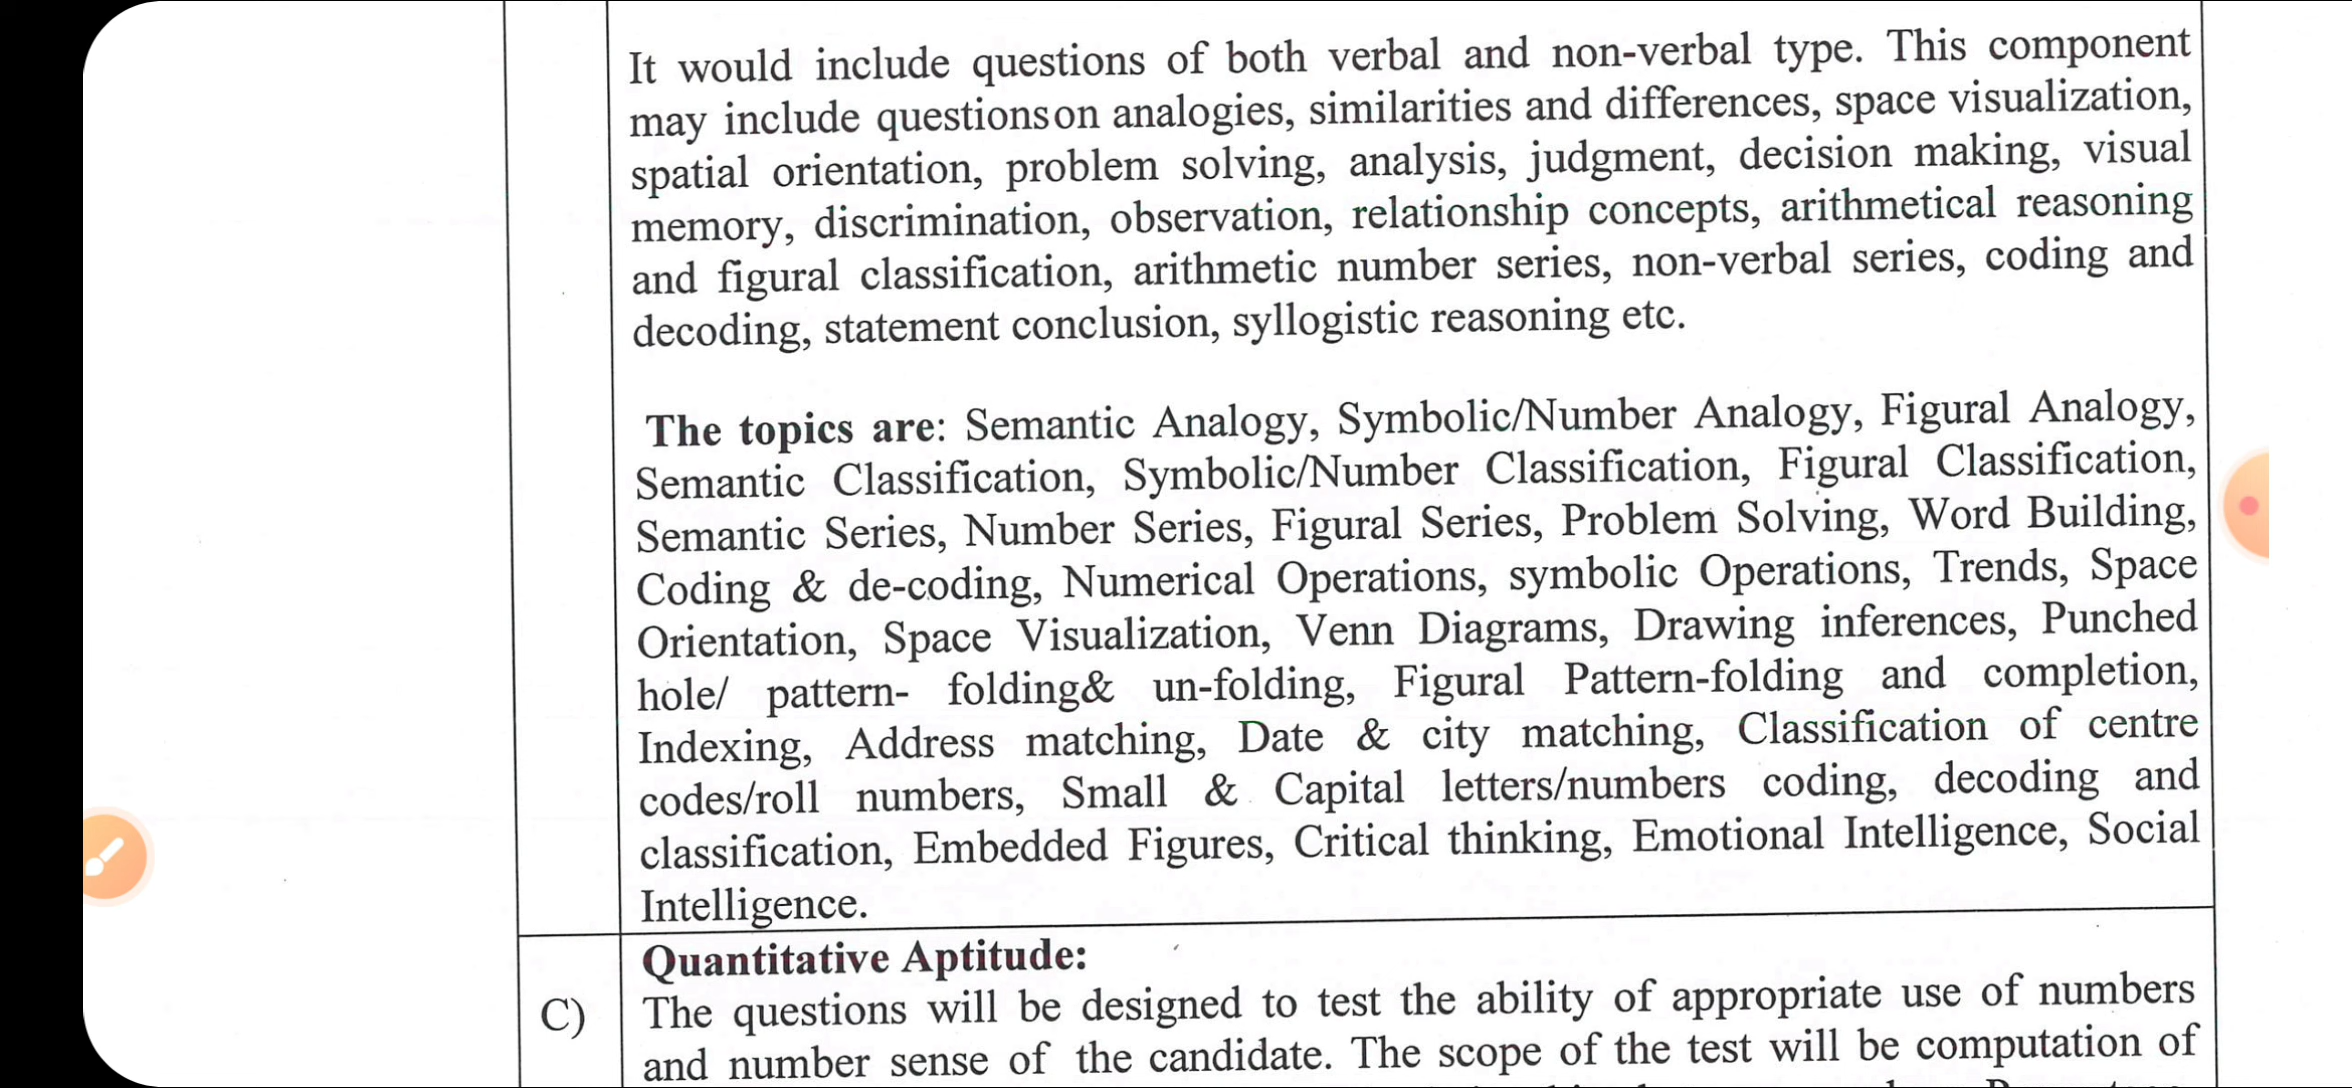 It would include questions of both verbal and non-verbal type. This component
may include questionson analogies, similarities and differences, space visualization,
spatial orientation, problem solving, analysis, judgment, decision making, visual
memory, discrimination, observation, relationship concepts, arithmetical reasoning
and figural classification, arithmetic number series, non-verbal series, coding and
decoding, statement conclusion, syllogistic reasoning etc.
The topics are: Semantic Analogy, Symbolic/Number Analogy, Figural Analogy,
Semantic Classification, Symbolic/Number Classification, Figural Classification,
Semantic Series, Number Series, Figural Series, Problem Solving, Word Building,
Coding & de-coding, Numerical Operations, symbolic Operations, Trends, Space
Orientation, Space Visualization, Venn Diagrams, Drawing inferences, Punched
hole/ pattern- folding& un-folding, Figural Pattern-folding and completion,
Indexing, Address matching, Date & city matching, Classification of centre
codes/roll numbers, Small & Capital letters/numbers coding, decoding and
classification, Embedded Figures, Critical thinking, Emotional Intelligence, Social
Intelligence.
Quantitative Aptitude:
C) The questions will be designed to test the ability of appropriate use of numbers
and number sense of the candidate. The scope of the test will be computation of